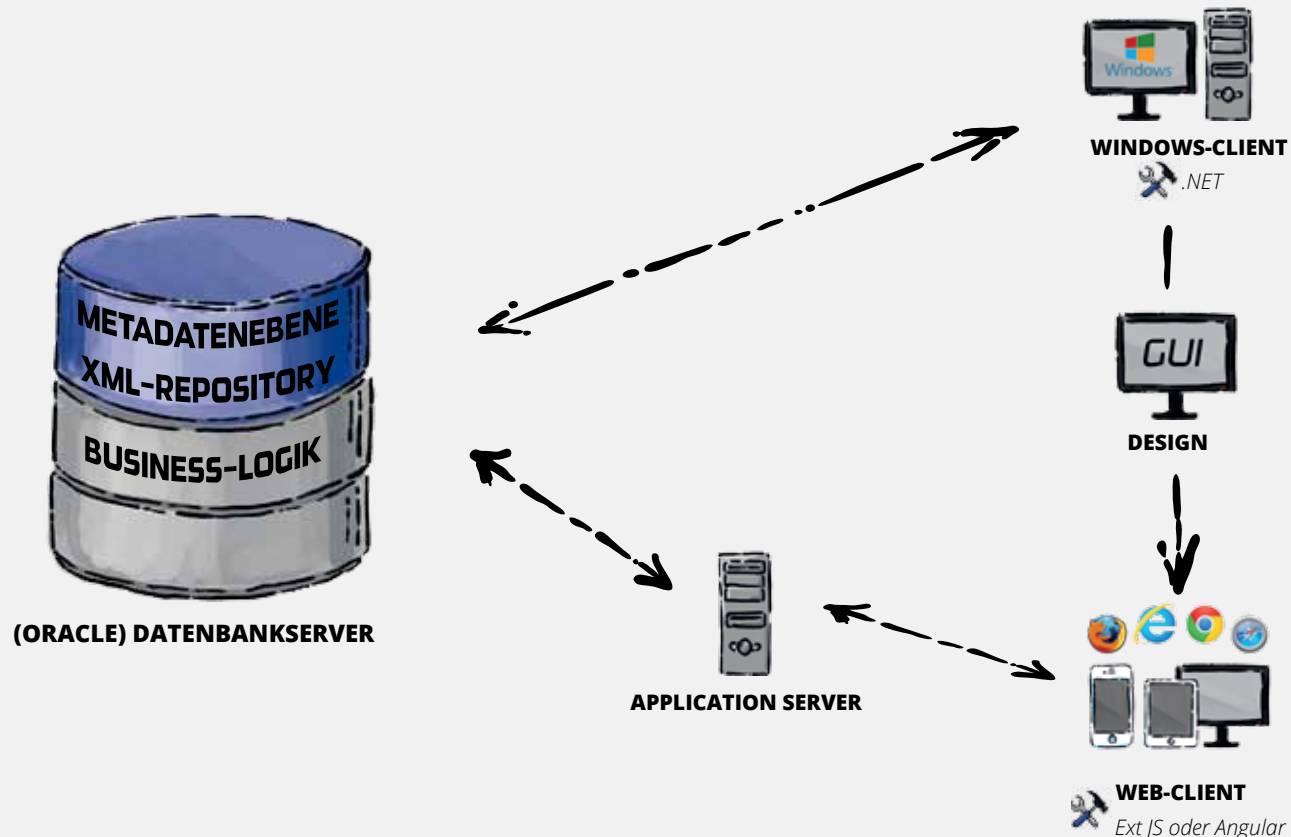 Windows
WINDOWS-CLIENT
.NET
METADATENEBENE
XML-REPOSITORY
BUSINESS-LOGIK
GUI
DESIGN
(ORACLE) DATENBANKSERVER
APPLICATION SERVER
WEB-CLIENT
Ext JS oder Angular